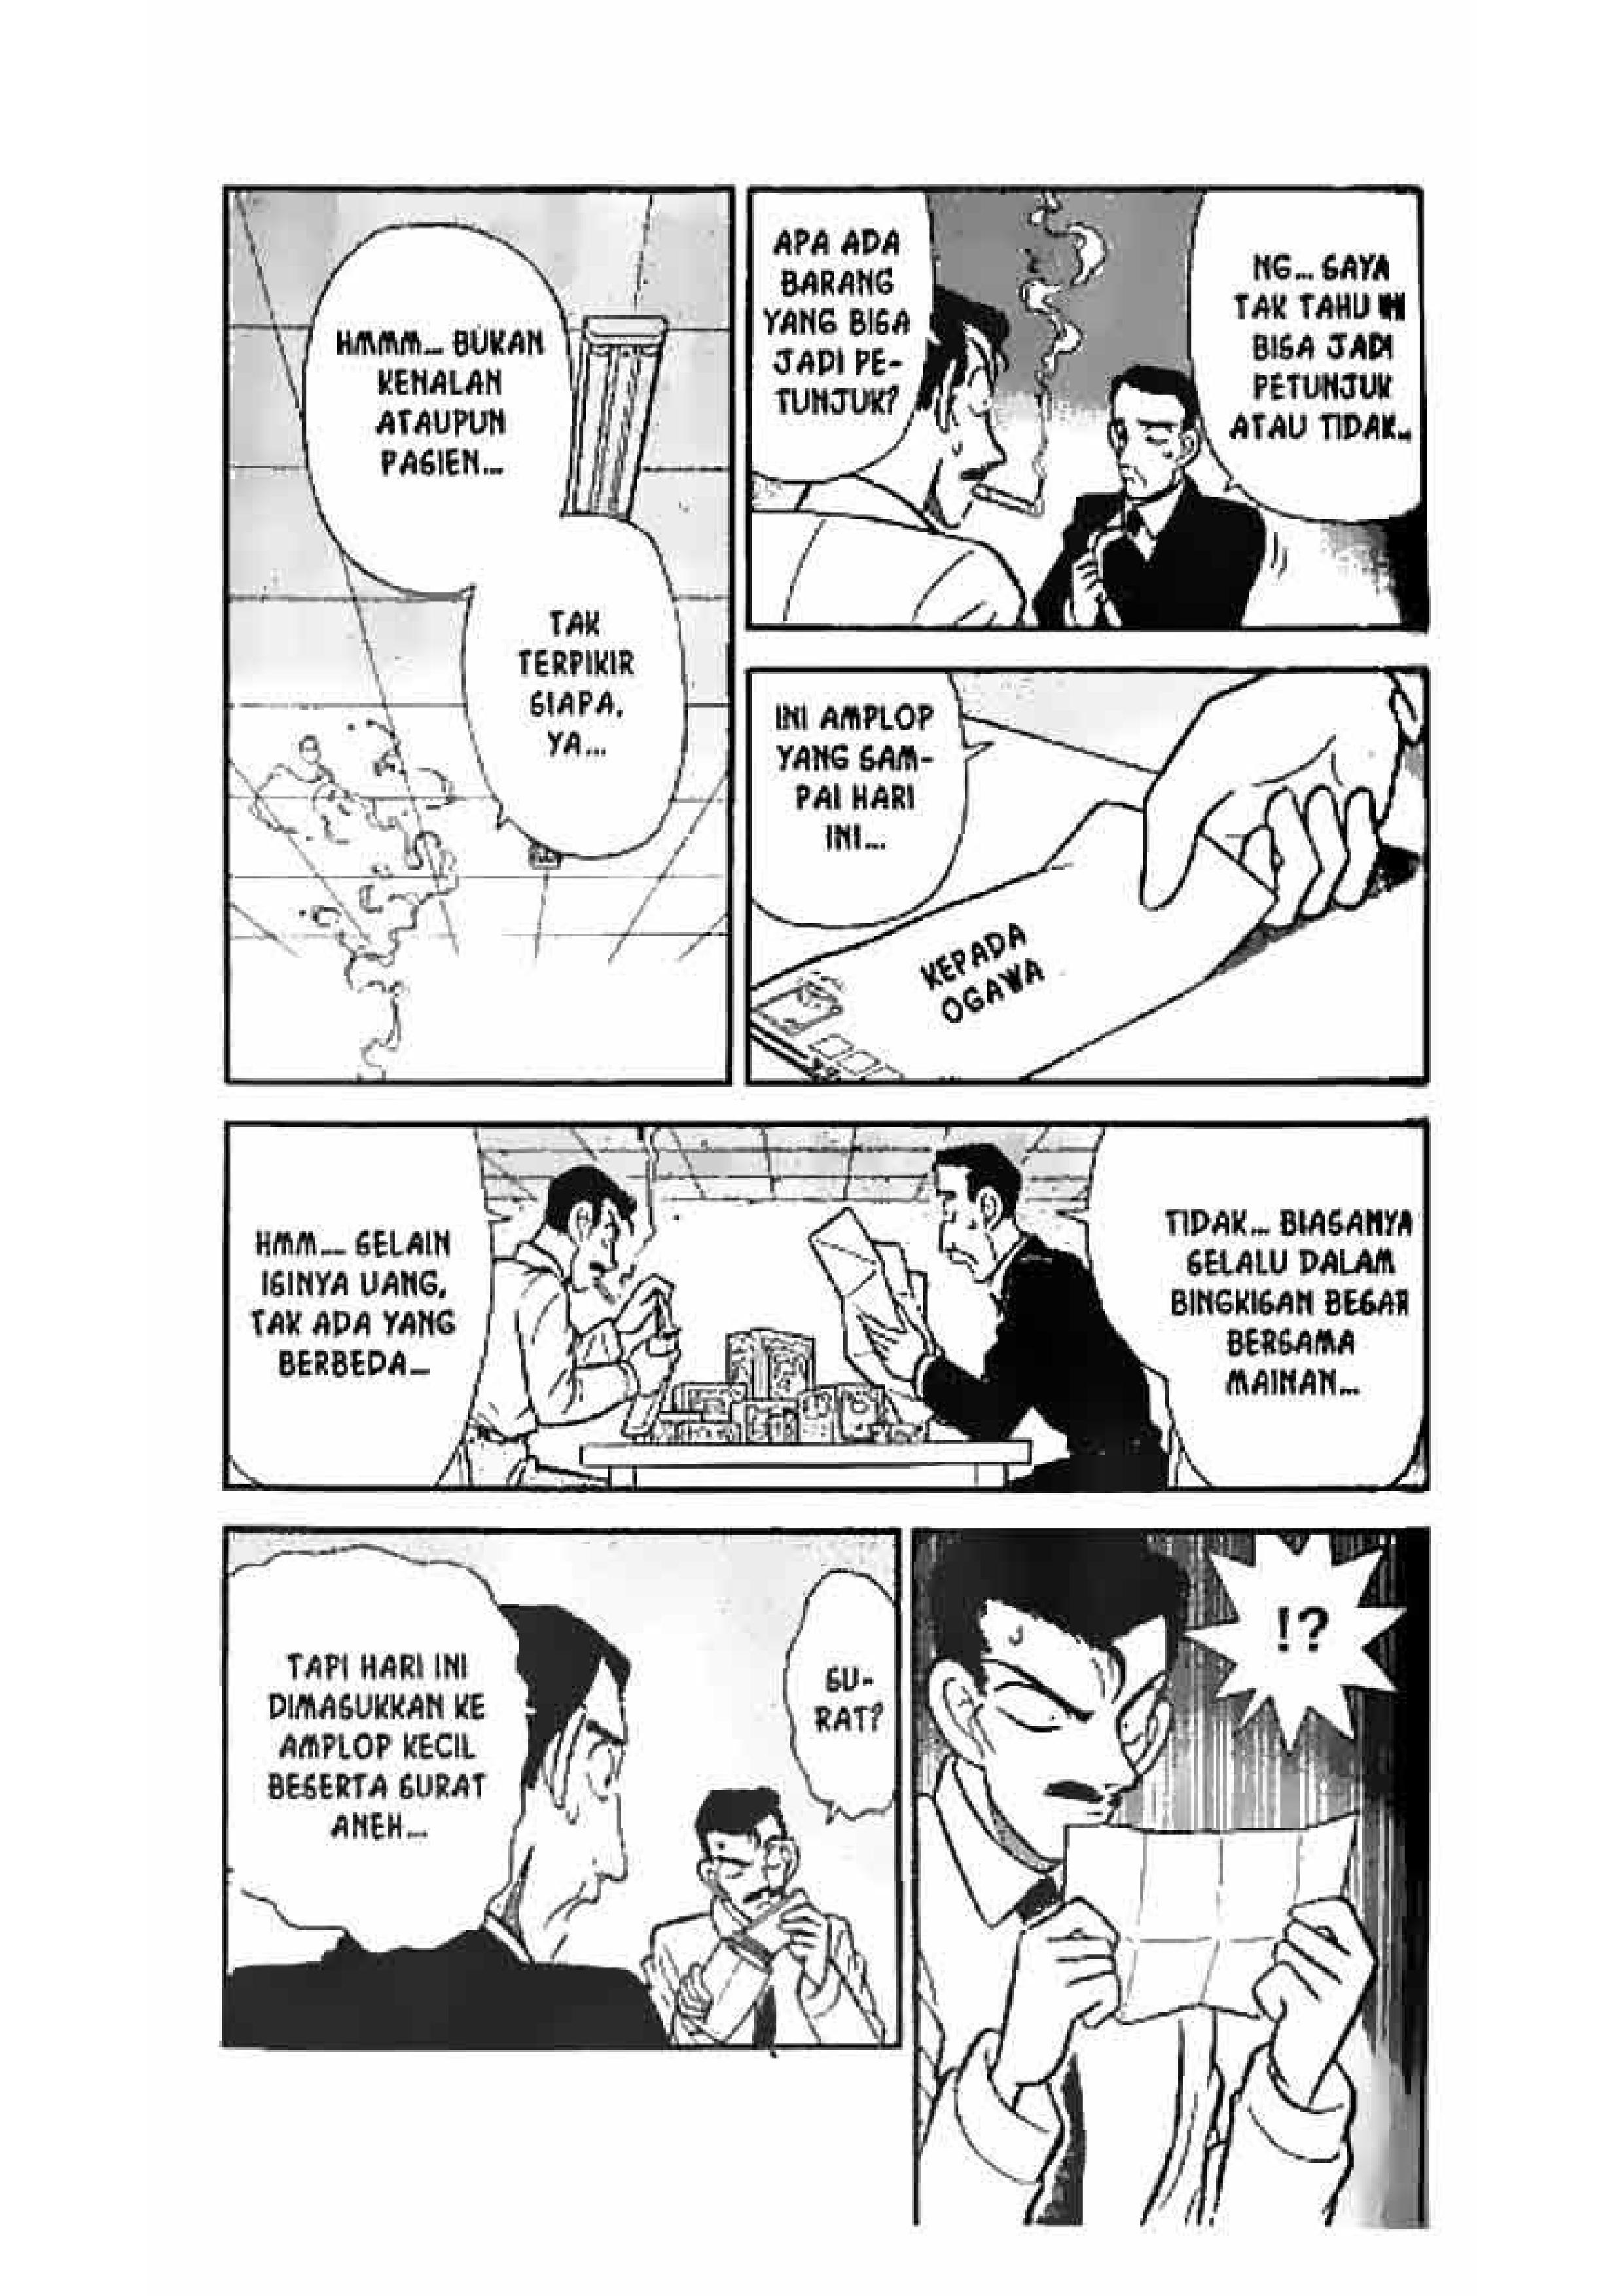 HMMM... BUKAN
KENALAN
ATAUPUN
PASIEN...
TAK
TERPIKIR
SIAPA,
YA...
APA ADA
BARANG
YANG BISA
JADI PE-
TUNJUK?
NG... SAYA
TAK TAHU INI
BISA JADI
PETUNJUK
ATAU TIDAK..
INI AMPLOP
YANG SAM-
PAI HARI
INI...
KEPADA
OGAWA
HMM... SELAIN
ISINYA UANG,
TAK ADA YANG
BERBEDA...
TIDAK... BIASANYA
SELALU DALAM
BINGKISAN BESAR
BERSAMA
MAINAN...
TAPI HARI INI
DIMASUKKAN KE
AMPLOP KECIL
BESERTA SURAT
ANEH...
SU-
RAT?
!?